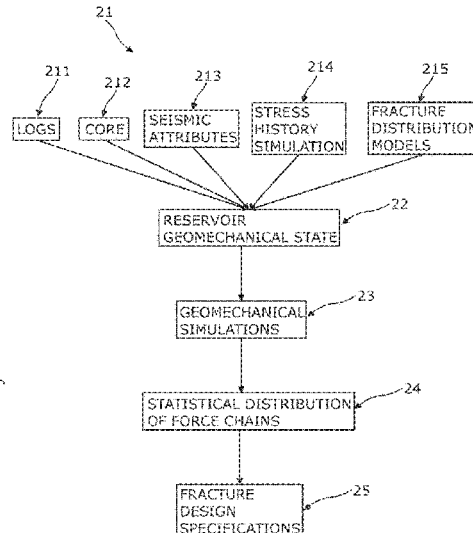 21
211
212
213
214
215
LOGS
CORE
SEISMIC
ATTRIBUTES
STRESS
HISTORY
SIMULATION
FRACTURE
DISTRIBUTION
MODELS
RESERVOIR
GEOMECHANICAL STATE
22
GEOMECHANICAL
SIMULATIONS
23
STATISTICAL DISTRIBUTION
OF FORCE CHAINS
24
FRACTURE
DESIGN
SPECIFICATIONS
25